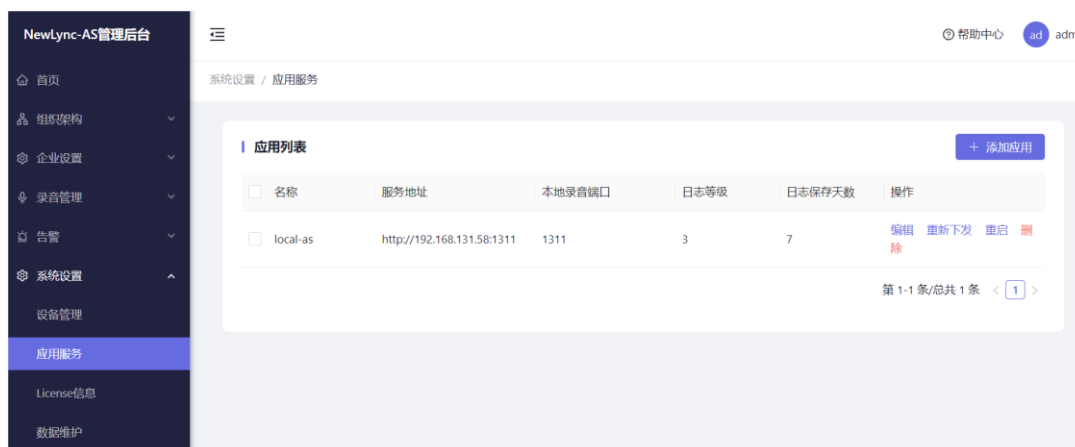 NewLync-AS管理后台
帮助中心
ad
adm
首页
系统设置 / 应用服务
组织架构
企业设置
录音管理
告警
系统设置
设备管理
应用服务
License信息
数据维护
应用列表
+ 添加应用
名称 服务地址 本地录音端口 日志等级 日志保存天数 操作
local-as http://192.168.131.58:1311 1311 3 7 编辑 重新下发 重启 删
除
第 1-1 条/总共 1 条 < 1 >